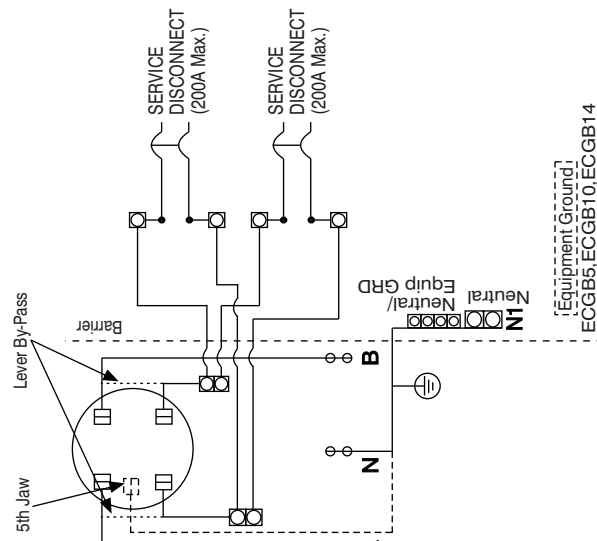 SERVICE
DISCONNECT
(200A Max.)
SERVICE
DISCONNECT
(200A Max.)
Lever By-Pass
Barrier
5th Jaw
B
N
Neutral/
Equip GRD
Neutral
N1
Equipment Ground
ECGB5,ECGB10,ECGB14